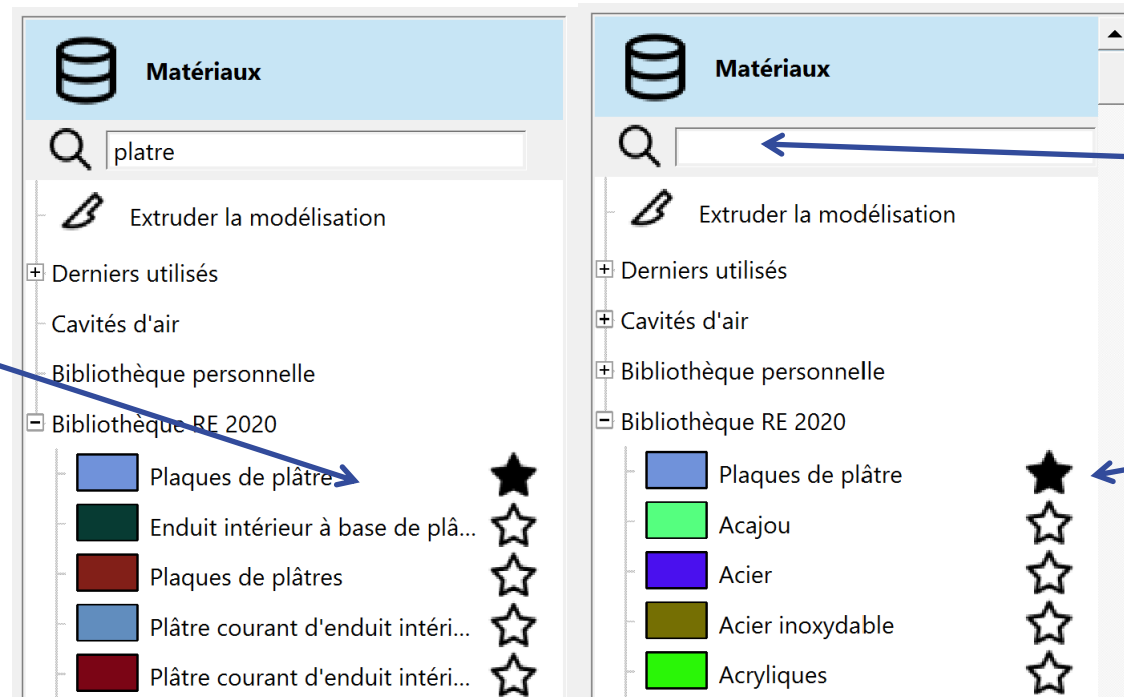 Matériaux
platre
Extruder la modélisation
Derniers utilisés
Cavités d'air
Bibliothèque personnelle
Bibliothèque RE 2020
Plaques de plâtre
Enduit intérieur à base de plâ...
Plaques de plâtres
Plâtre courant d'enduit intéri...
Plâtre courant d'enduit intéri...
Matériaux
Extruder la modélisation
Derniers utilisés
Cavités d'air
Bibliothèque personnelle
Bibliothèque RE 2020
Plaques de plâtre
Acajou
Acier
Acier inoxydable
Acryliques